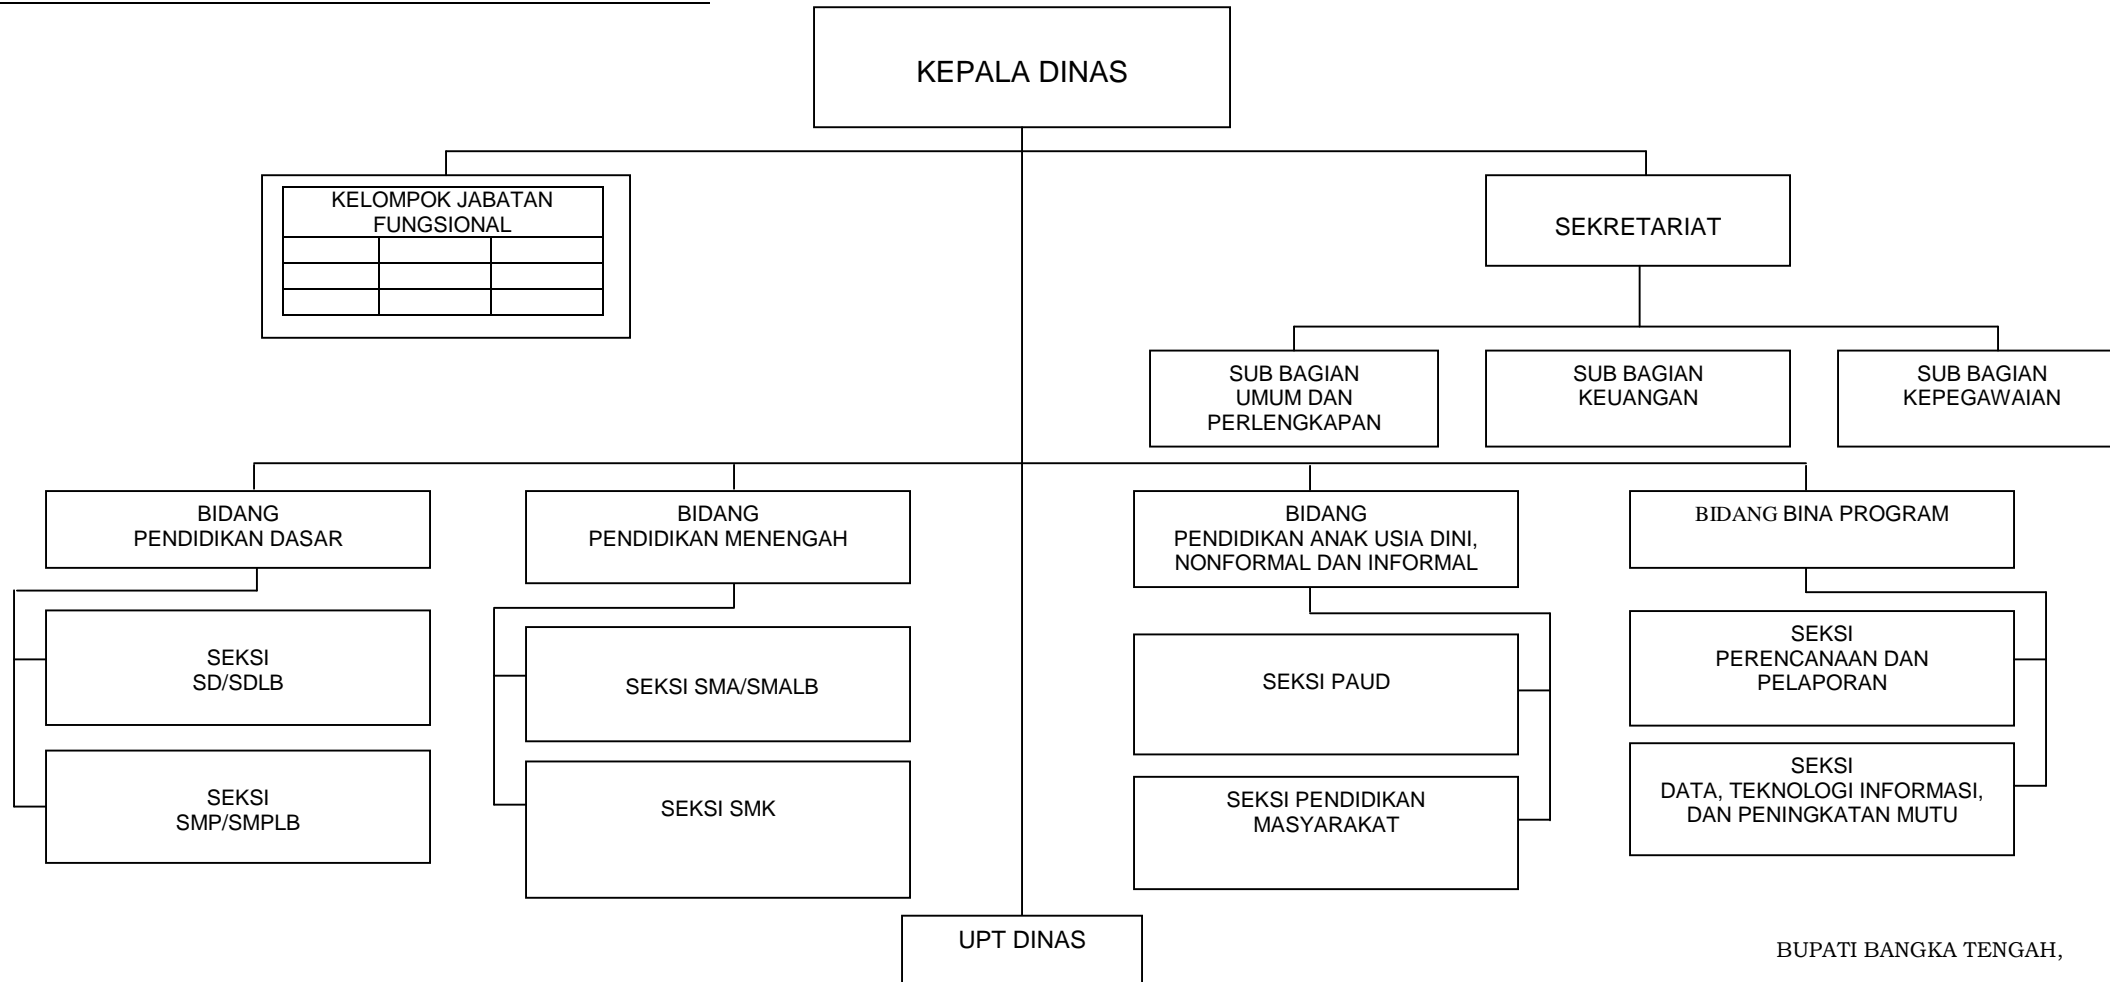 KEPALA DINAS
KELOMPOK JABATAN
FUNGSIONAL
SEKRETARIAT
SUB BAGIAN
UMUM DAN
PERLENGKAPAN
SUB BAGIAN
KEUANGAN
SUB BAGIAN
KEPEGAWAIAN
BIDANG
PENDIDIKAN DASAR
BIDANG
PENDIDIKAN MENENGAH
BIDANG
PENDIDIKAN ANAK USIA DINI,
NONFORMAL DAN INFORMAL
BIDANG BINA PROGRAM
SEKSI
SD/SDLB
SEKSI SMA/SMALB
SEKSI PAUD
SEKSI
PERENCANAAN DAN
PELAPORAN
SEKSI
SMP/SMPLB
SEKSI SMK
SEKSI PENDIDIKAN
MASYARAKAT
SEKSI
DATA, TEKNOLOGI INFORMASI,
DAN PENINGKATAN MUTU
UPT DINAS
BUPATI BANGKA TENGAH,